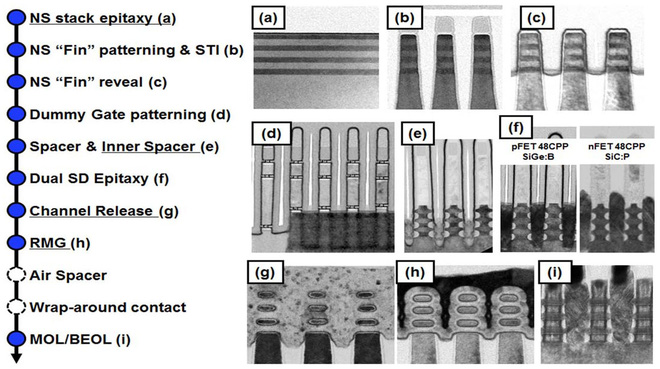 NS stack epitaxy (a)
NS “Fin” patterning & STI (b)
NS “Fin” reveal (c)
Dummy Gate patterning (d)
Spacer & Inner Spacer (e)
Dual SD Epitaxy (f)
Channel Release (g)
RMG (h)
Air Spacer
Wrap-around contact
MOL/BEOL (i)
(a)
(b)
(c)
(d)
(e)
(f)
pFET 48CPP
SiGe:B
nFET 48CPP
SiC:P
(g)
(h)
(i)